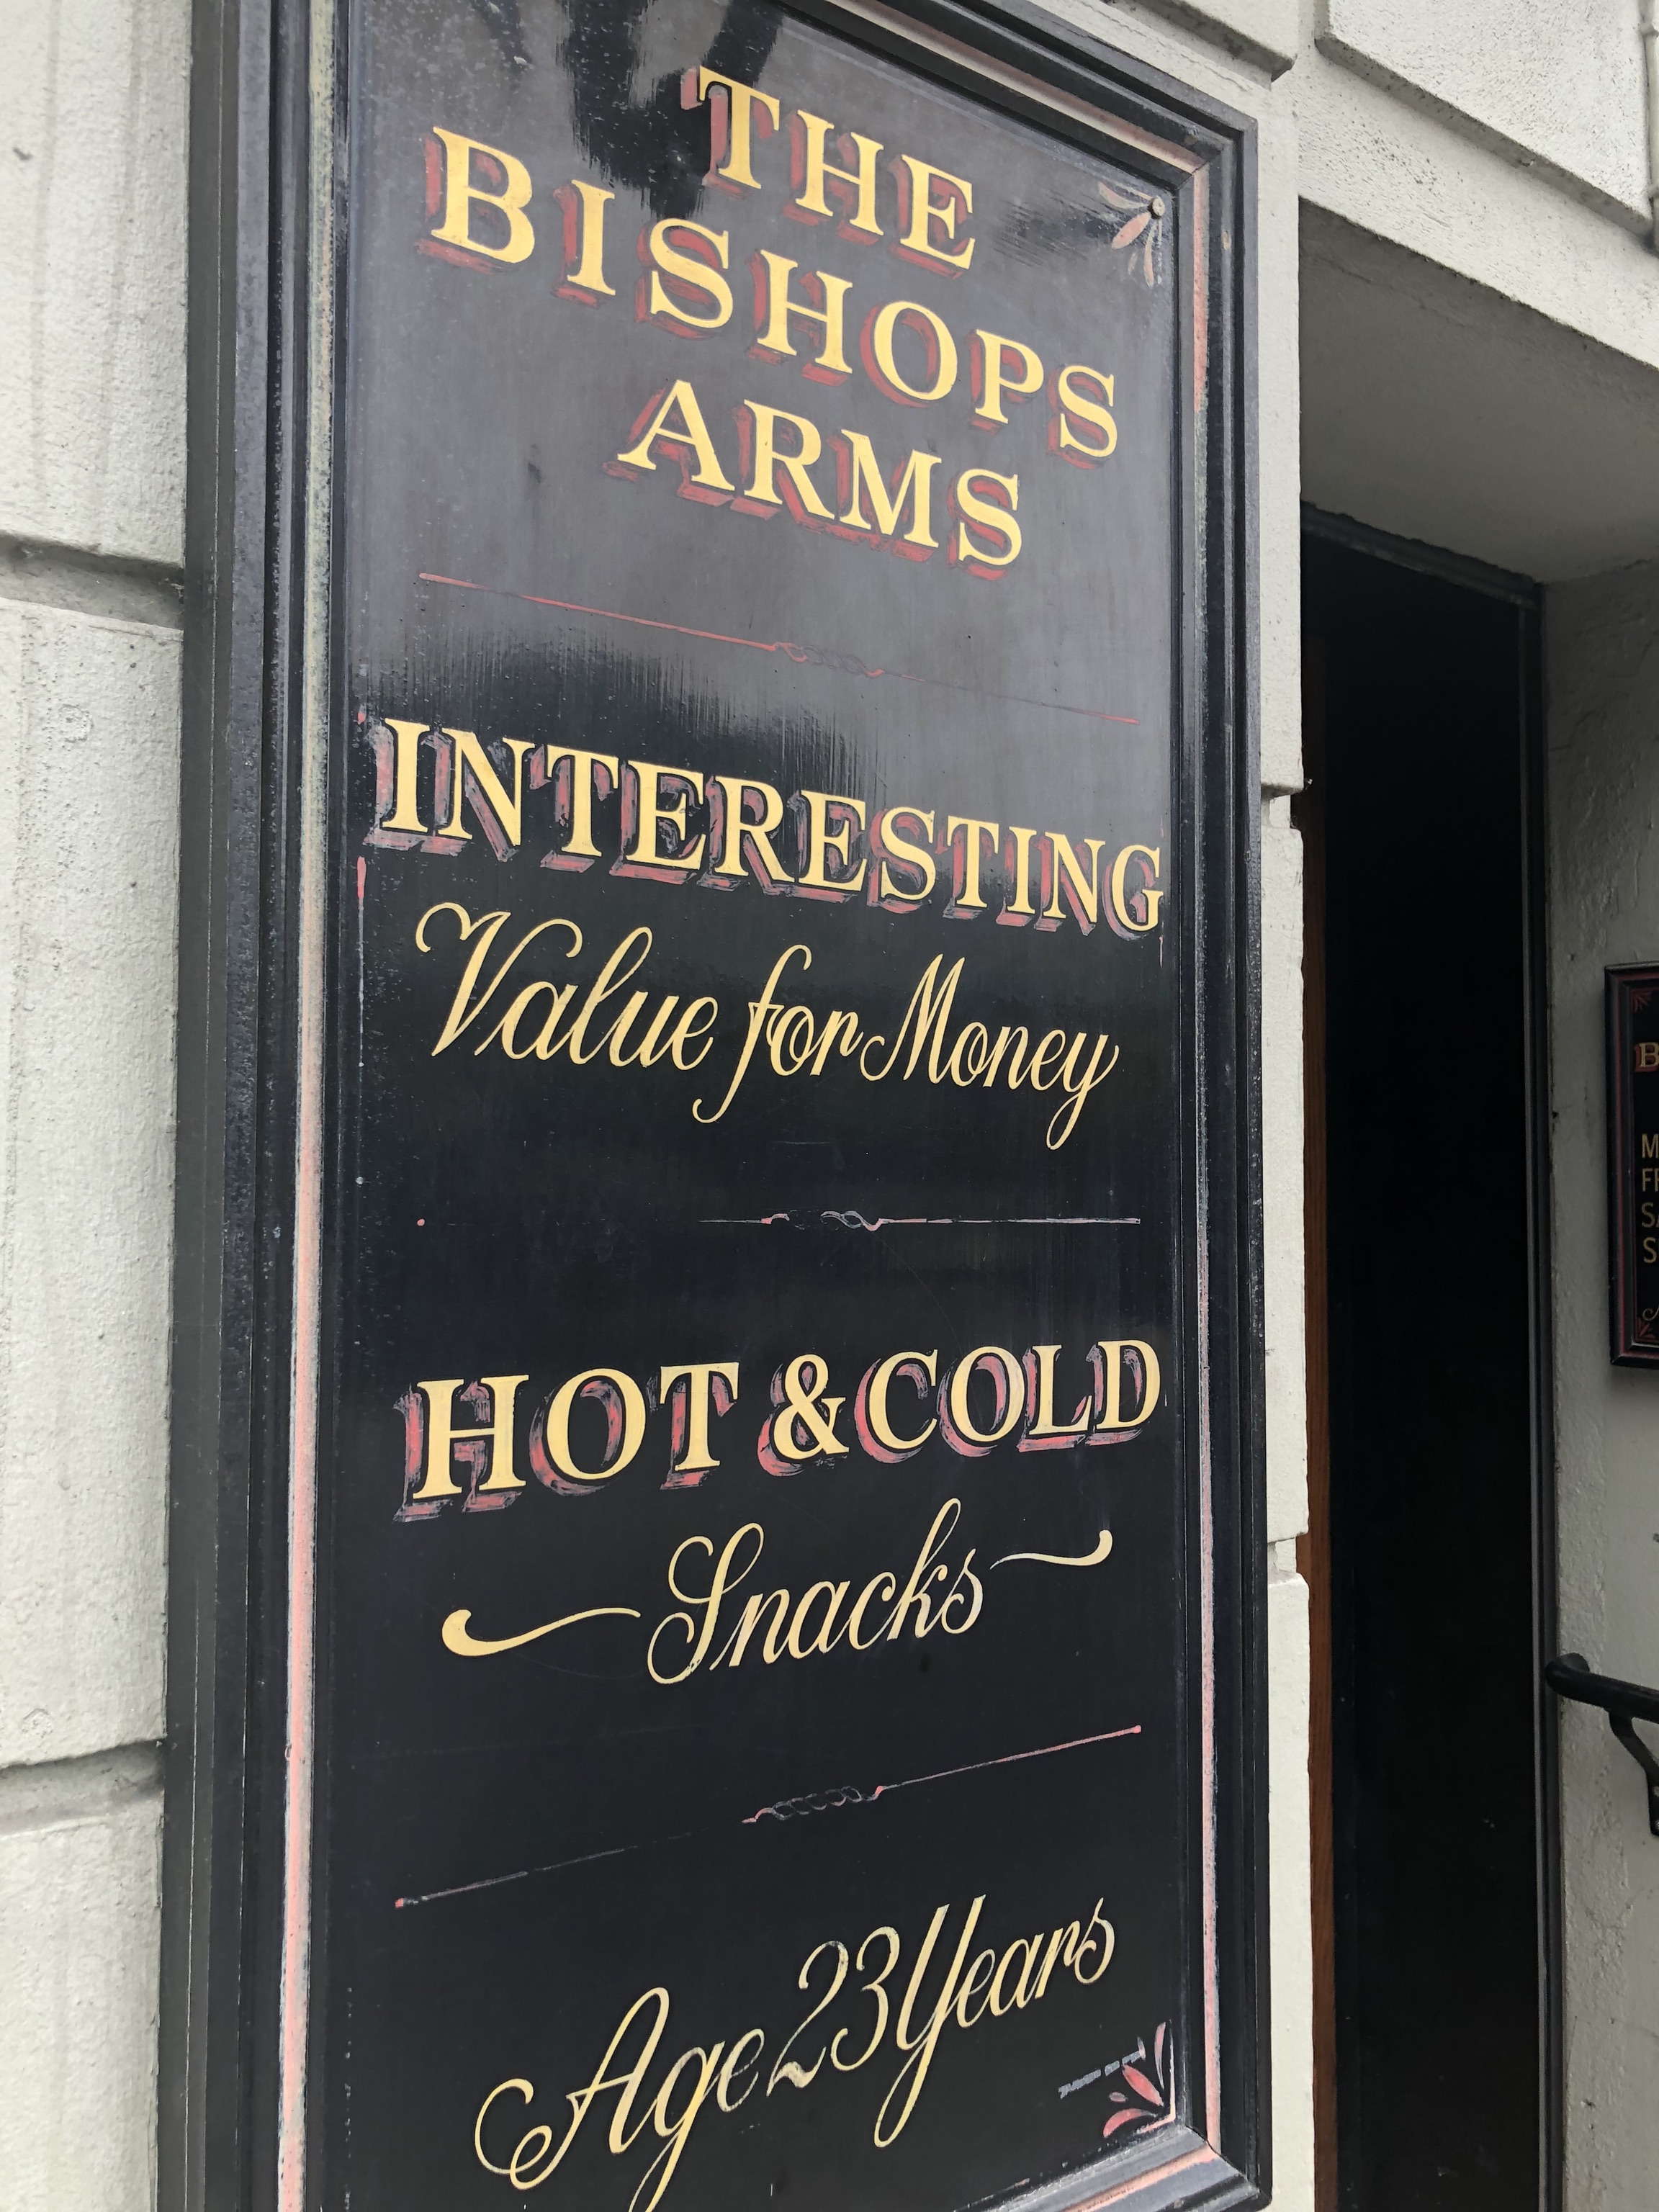 THE
BISHOPS
ARMS
INTERESTING
Value for Money
HOT & COLD
Snacks
Age 23 Years